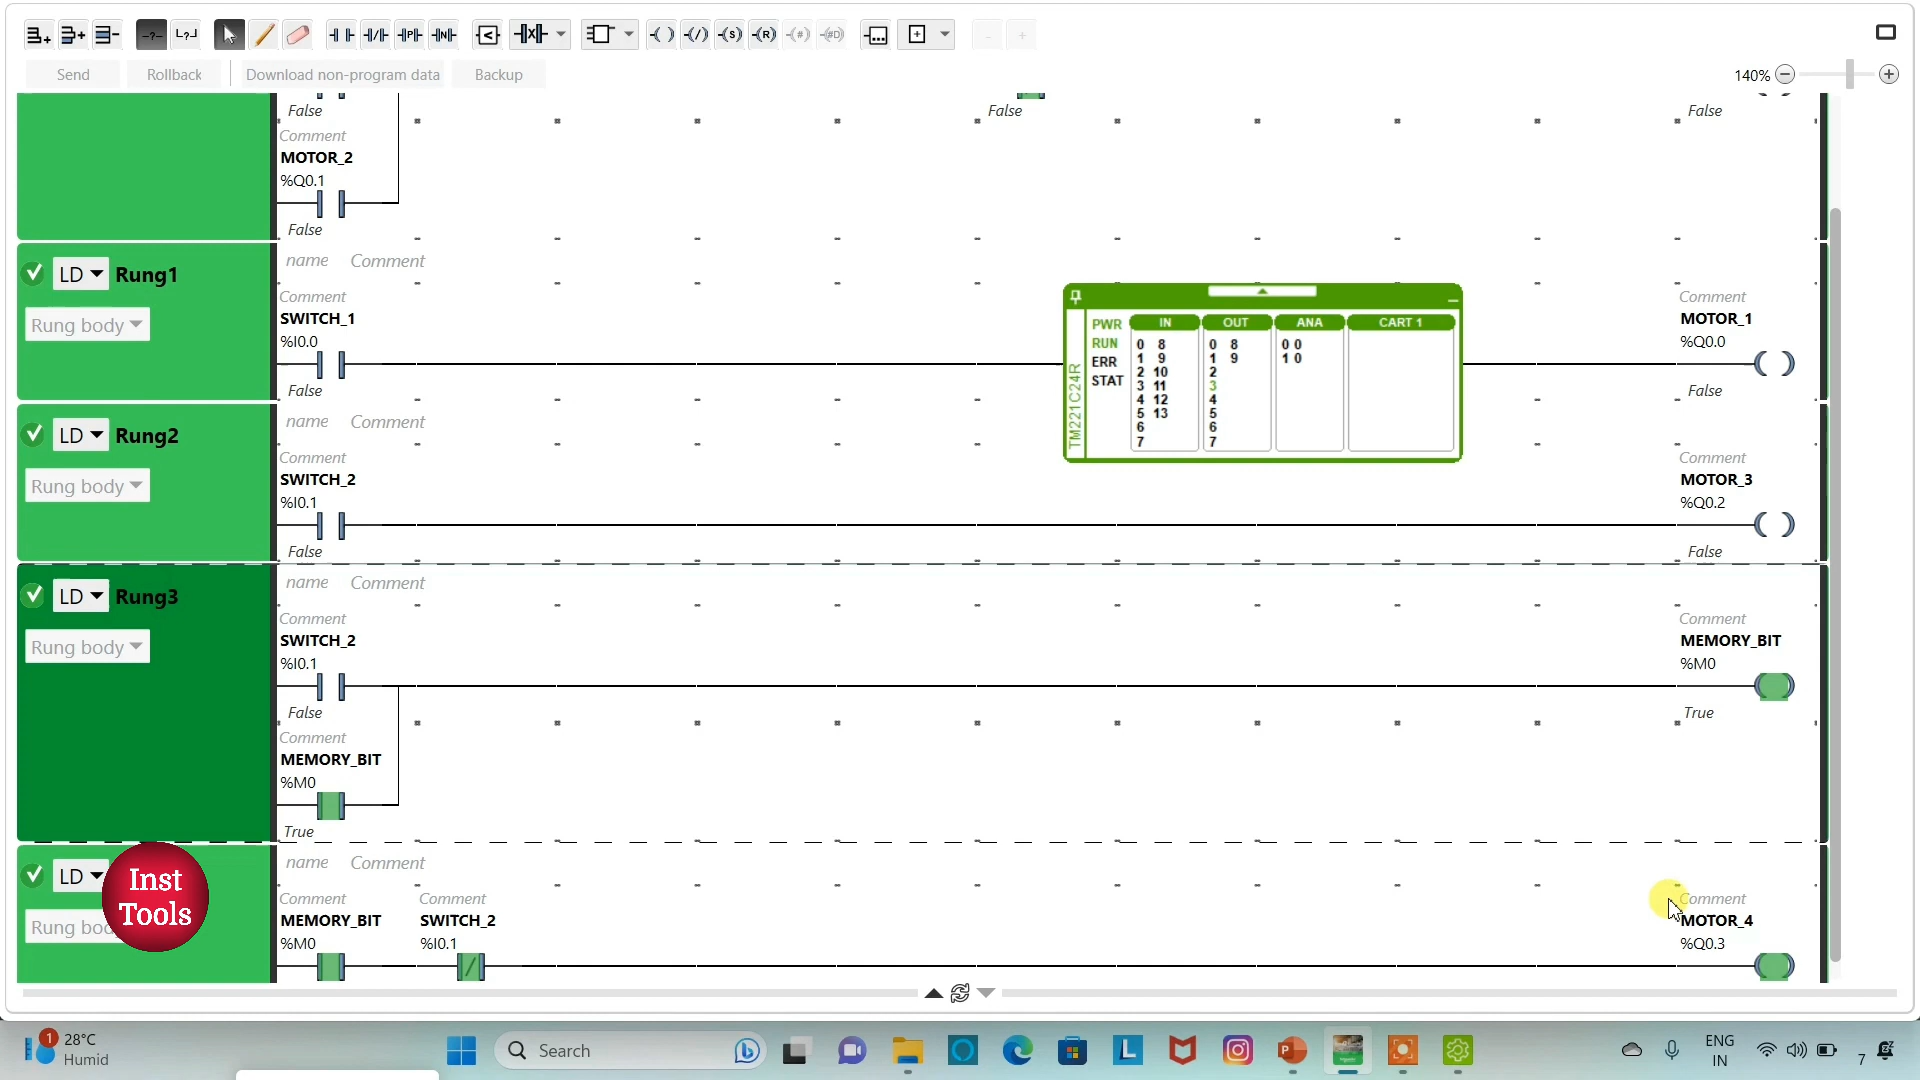 Send Rollback Download non-program data Backup
140%
False False False
Comment
MOTOR_2
%Q0.1
False
LD Rung1 name Comment
Rung body
Comment
SWITCH_1
%I0.0
False
Comment
MOTOR_1
%Q0.0
False
TM221C24R
PWR IN OUT ANA CART 1
RUN 0 8 0 8 0 0
ERR 1 9 1 9 1 0
STAT 2 10 2
3 11 3
4 12 4
5 13 5
6 6
7 7
LD Rung2 name Comment
Rung body
Comment
SWITCH_2
%I0.1
False
Comment
MOTOR_3
%Q0.2
False
LD Rung3 name Comment
Rung body
Comment
SWITCH_2
%I0.1
False
Comment
MEMORY_BIT
%M0
True
Comment
MEMORY_BIT
%M0
True
LD name Comment
Inst
Tools
Comment Comment Comment
MEMORY_BIT SWITCH_2 MOTOR_4
%M0 %I0.1 %Q0.3
1
28°C
Humid
Search
ENG
IN
7